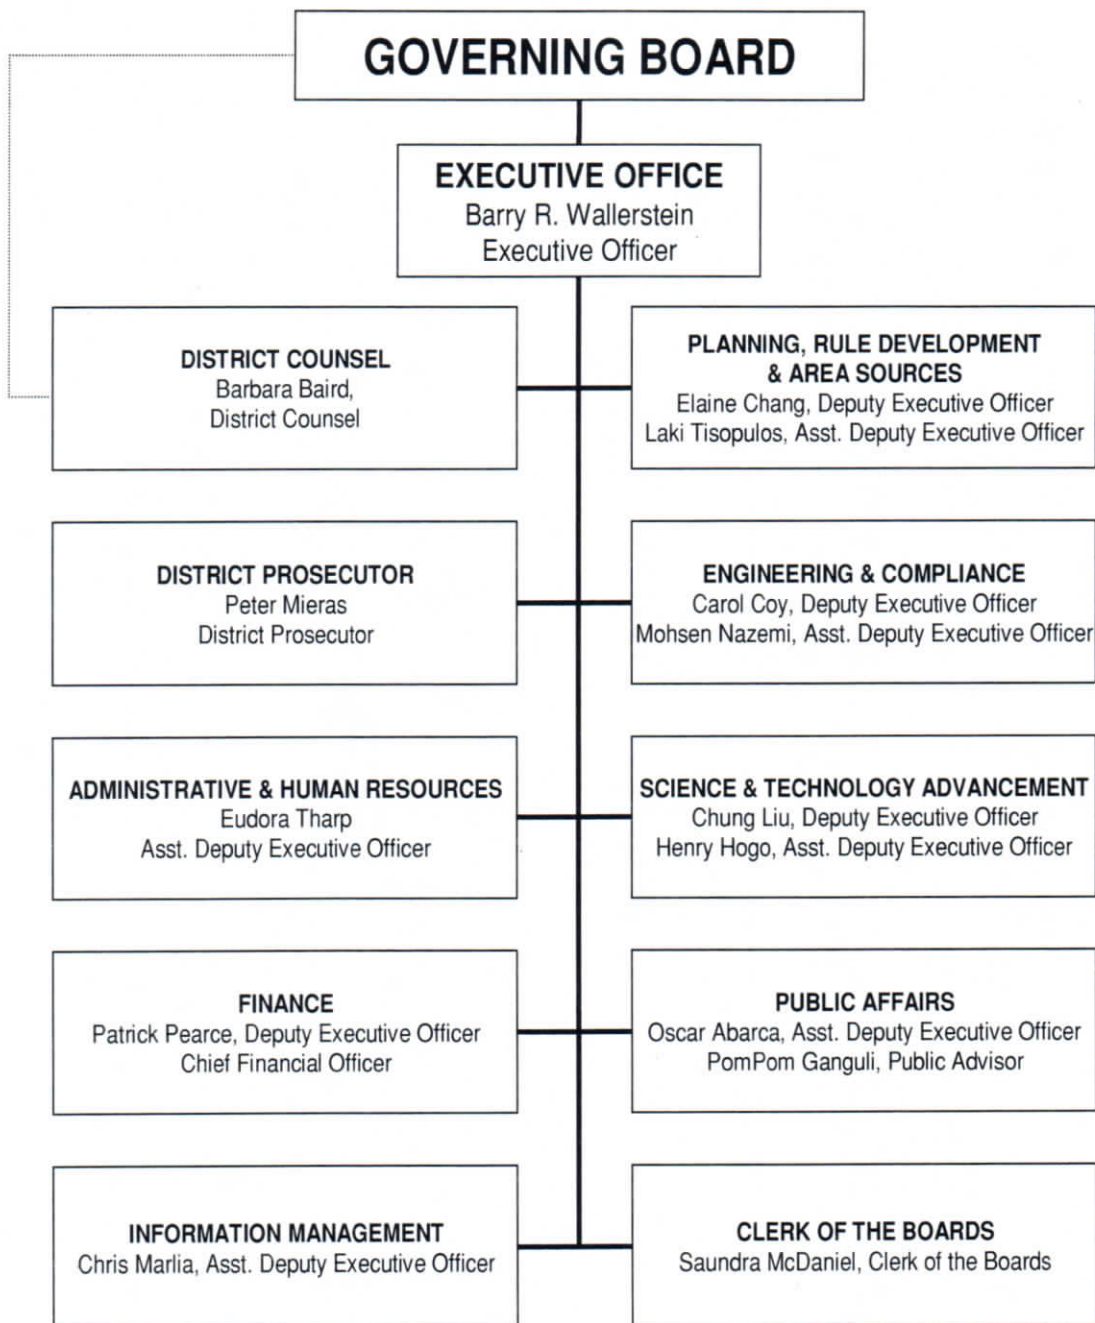 GOVERNING BOARD
EXECUTIVE OFFICE
Barry R. Wallerstein
Executive Officer
DISTRICT COUNSEL
Barbara Baird,
District Counsel
PLANNING, RULE DEVELOPMENT
& AREA SOURCES
Elaine Chang, Deputy Executive Officer
Laki Tisopulos, Asst. Deputy Executive Officer
DISTRICT PROSECUTOR
Peter Mieras
District Prosecutor
ENGINEERING & COMPLIANCE
Carol Coy, Deputy Executive Officer
Mohsen Nazemi, Asst. Deputy Executive Officer
ADMINISTRATIVE & HUMAN RESOURCES
Eudora Tharp
Asst. Deputy Executive Officer
SCIENCE & TECHNOLOGY ADVANCEMENT
Chung Liu, Deputy Executive Officer
Henry Hogo, Asst. Deputy Executive Officer
FINANCE
Patrick Pearce, Deputy Executive Officer
Chief Financial Officer
PUBLIC AFFAIRS
Oscar Abarca, Asst. Deputy Executive Officer
PomPom Ganguli, Public Advisor
INFORMATION MANAGEMENT
Chris Marlia, Asst. Deputy Executive Officer
CLERK OF THE BOARDS
Saundra McDaniel, Clerk of the Boards